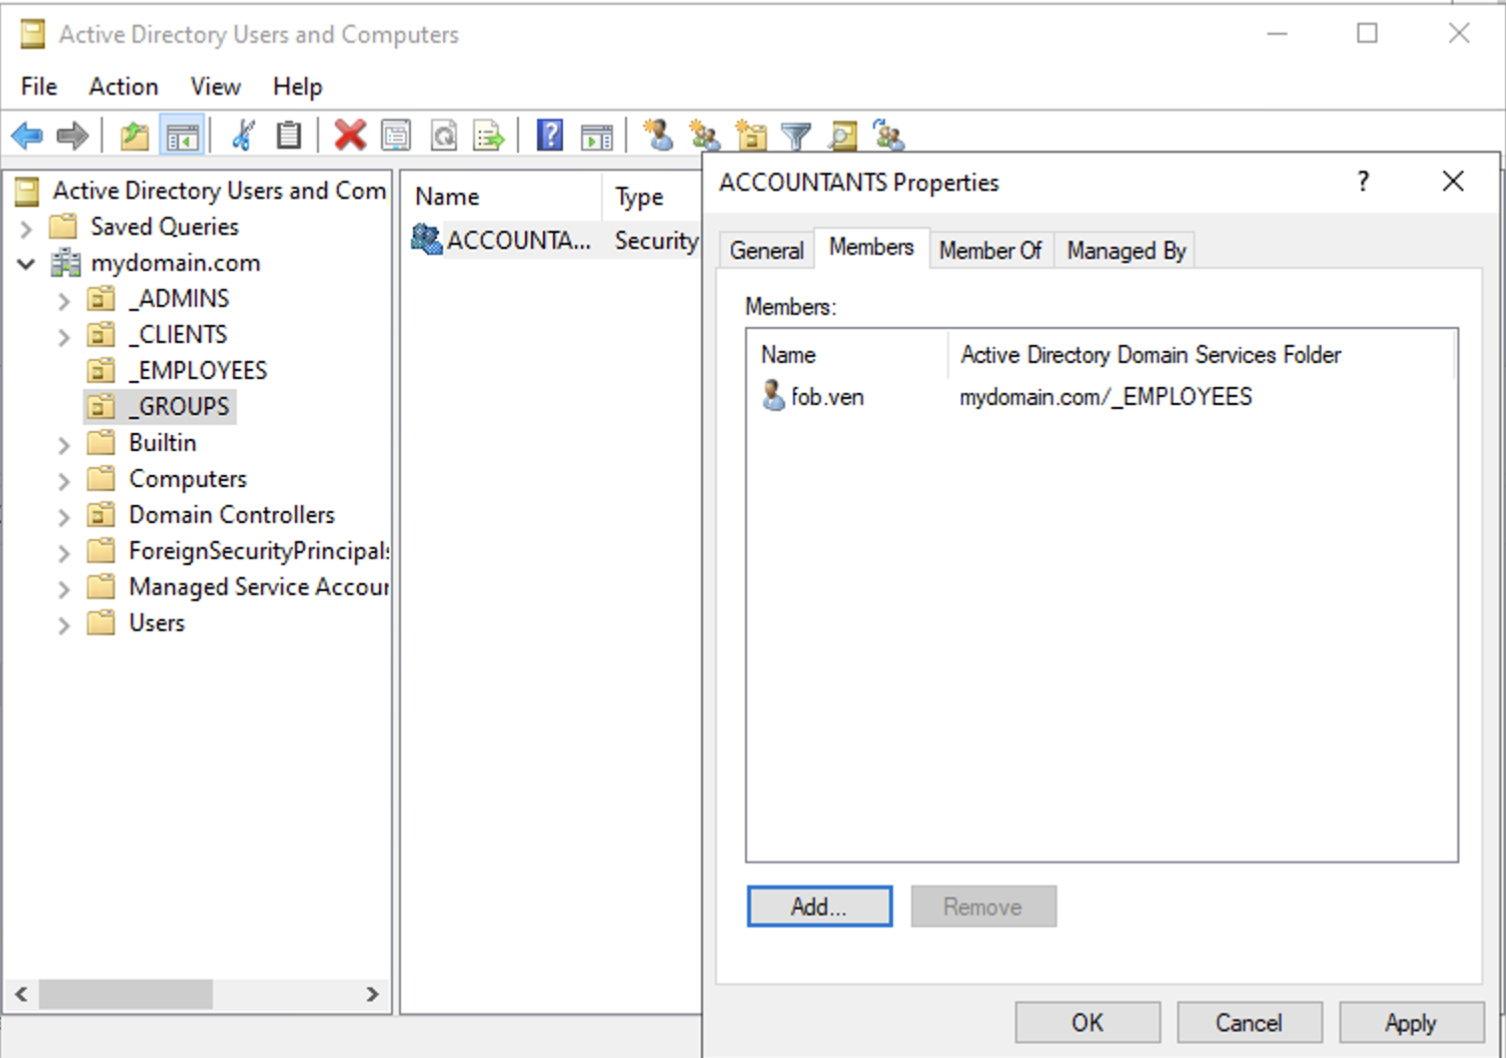 Active Directory Users and Computers
File Action View Help
Active Directory Users and Com
Saved Queries
mydomain.com
_ADMINS
_CLIENTS
_EMPLOYEES
_GROUPS
Builtin
Computers
Domain Controllers
ForeignSecurityPrincipals
Managed Service Accour
Users
Name Type
ACCOUNTA... Security
ACCOUNTANTS Properties ?
General Members Member Of Managed By
Members:
Name Active Directory Domain Services Folder
fob.ven mydomain.com/_EMPLOYEES
Add... Remove
OK Cancel Apply